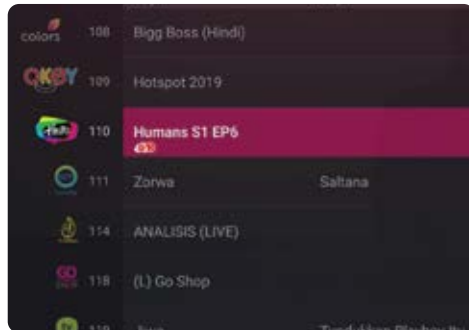 colors 108 Bigg Boss (Hindi)
109 Hotspot 2019
110 Humans S1 EP6
111 Zorwa Saltana
114 ANALISIS (LIVE)
GO 118 (L) Go Shop